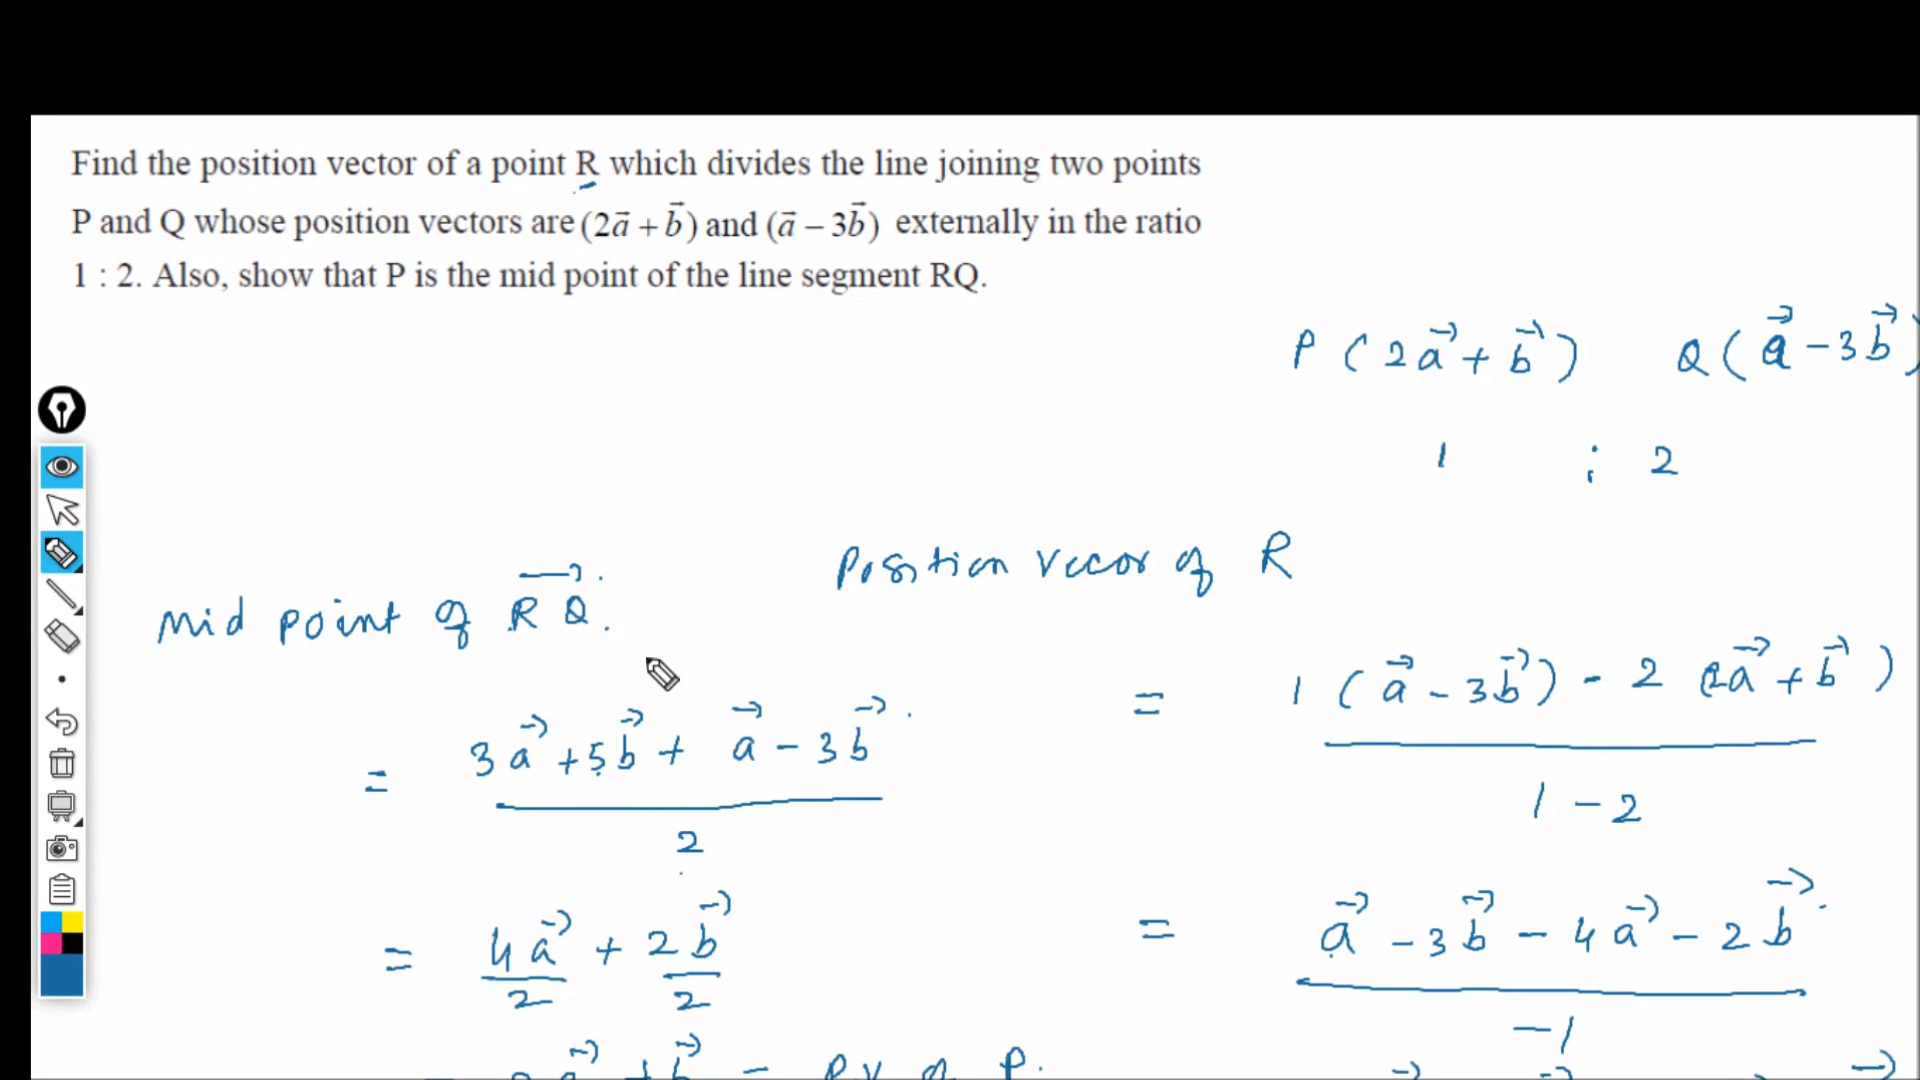 Find the position vector of a point R which divides the line joining two points
P and Q whose position vectors are (2a⃗ + b⃗) and (a⃗ – 3b⃗) externally in the ratio
1 : 2. Also, show that P is the mid point of the line segment RQ.
P (2a⃗ + b⃗) Q (a⃗ - 3b⃗)
1 : 2
Position vecor of R
= 1 (a⃗ - 3b⃗) - 2 (2a⃗ + b⃗)
1 - 2
= a⃗ - 3b⃗ - 4a⃗ - 2b⃗
-1
Mid point of RQ.
= 3a⃗ + 5b⃗ + a⃗ - 3b⃗
2
= 4a⃗ + 2b⃗
2 2